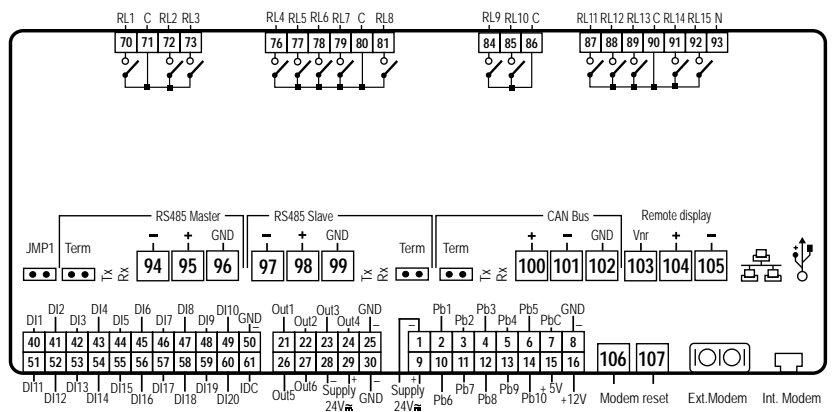 RL1 C RL2 RL3 RL4 RL5 RL6 RL7 C RL8 RL9 RL10 C RL11 RL12 RL13 C RL14 RL15 N
70 71 72 73 76 77 78 79 80 81 84 85 86 87 88 89 90 91 92 93
RS485 Master RS485 Slave CAN Bus Remote display
JMP1 Term − + GND − + GND Term Term + − GND Vnr + −
Tx Rx 94 95 96 97 98 99 Tx Rx Tx Rx 100 101 102 103 104 105
DI1 DI2 DI3 DI4 DI5 DI6 DI7 DI8 DI9 DI10 GND − Out1 Out2 Out3 Out4 GND − − Pb1 Pb2 Pb3 Pb4 Pb5 PbC GND −
40 41 42 43 44 45 46 47 48 49 50 21 22 23 24 25 1 2 3 4 5 6 7 8
51 52 53 54 55 56 57 58 59 60 61 26 27 28 29 30 9 10 11 12 13 14 15 16 106 107 IOIOI
DI11 DI12 DI13 DI14 DI15 DI16 DI17 DI18 DI19 DI20 IDC Out5 Out6 − + − GND + Pb6 Pb7 Pb8 Pb9 Pb10 + 5V +12V
Supply 24V Supply 24V Modem reset Ext.Modem Int. Modem